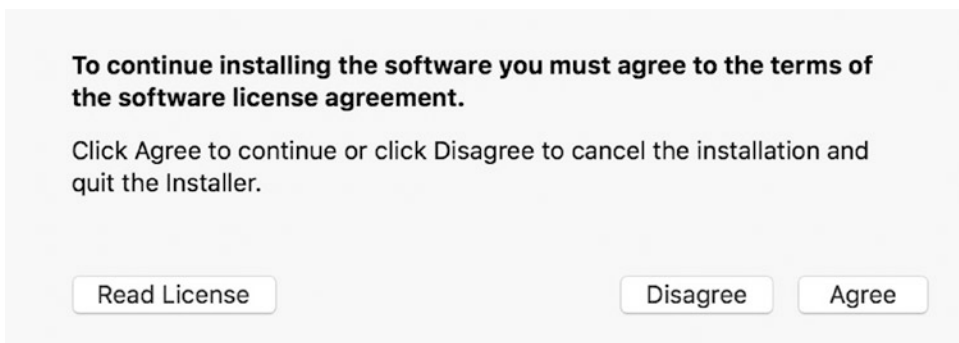 To continue installing the software you must agree to the terms of
the software license agreement.
Click Agree to continue or click Disagree to cancel the installation and
quit the Installer.
Read License
Disagree
Agree